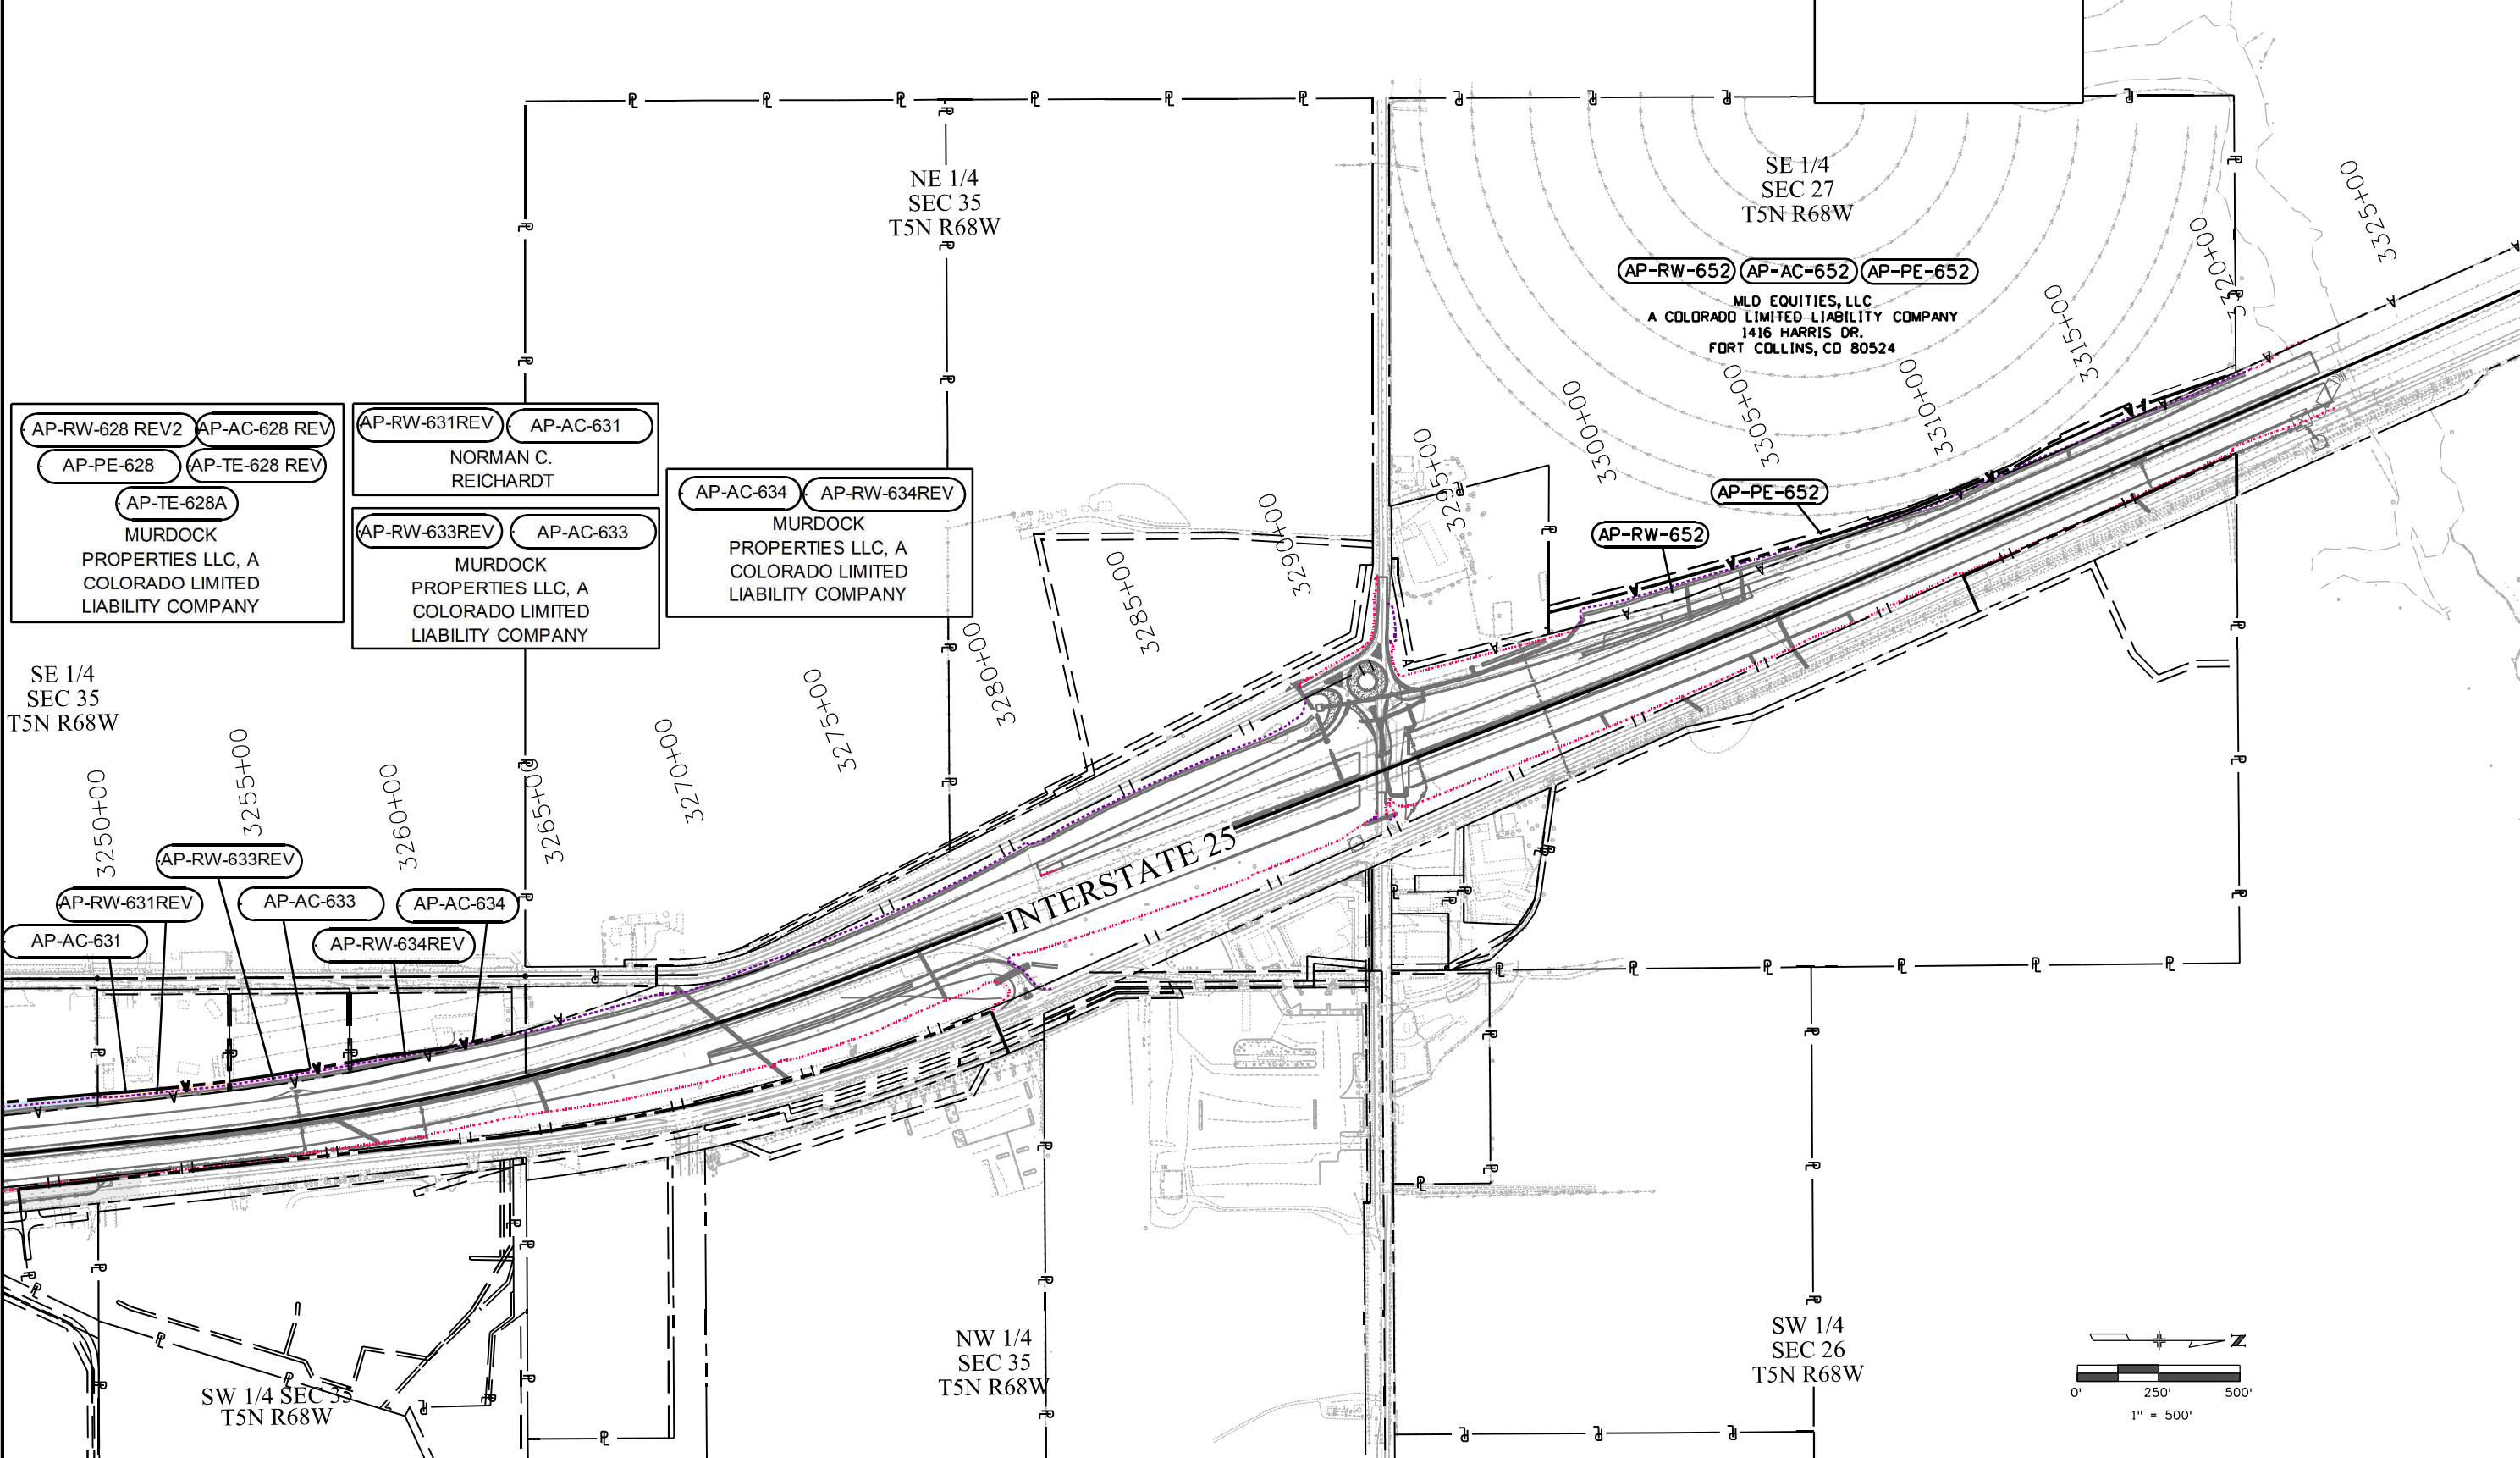 NE 1/4
SEC 35
T5N R68W
SE 1/4
SEC 27
T5N R68W
AP-RW-652 AP-AC-652 AP-PE-652
MLD EQUITIES, LLC
A COLORADO LIMITED LIABILITY COMPANY
1416 HARRIS DR.
FORT COLLINS, CO 80524
AP-RW-628 REV2 AP-AC-628 REV
AP-PE-628 AP-TE-628 REV
AP-TE-628A
MURDOCK
PROPERTIES LLC, A
COLORADO LIMITED
LIABILITY COMPANY
AP-RW-631REV AP-AC-631
NORMAN C.
REICHARDT
AP-RW-633REV AP-AC-633
MURDOCK
PROPERTIES LLC, A
COLORADO LIMITED
LIABILITY COMPANY
AP-AC-634 AP-RW-634REV
MURDOCK
PROPERTIES LLC, A
COLORADO LIMITED
LIABILITY COMPANY
AP-PE-652
AP-RW-652
SE 1/4
SEC 35
T5N R68W
3250+00
3255+00
3260+00
3265+00
3270+00
3275+00
3280+00
3285+00
3290+00
3295+00
3300+00
3305+00
3310+00
3315+00
3320+00
3325+00
INTERSTATE 25
AP-RW-633REV
AP-RW-631REV
AP-AC-633
AP-AC-634
AP-AC-631
AP-RW-634REV
SW 1/4 SEC 35
T5N R68W
NW 1/4
SEC 35
T5N R68W
SW 1/4
SEC 26
T5N R68W
N
0' 250' 500'
1" = 500'